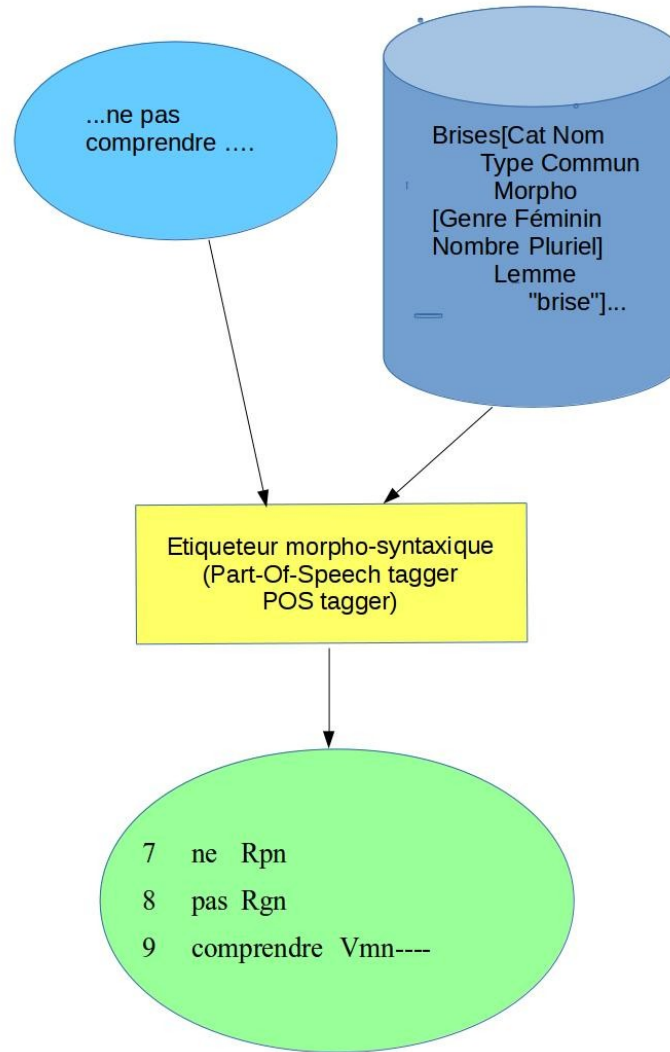 ...ne pas
comprendre ....
Brises[Cat Nom
Type Commun
Morpho
[Genre Féminin
Nombre Pluriel]
Lemme
"brise"]...
Etiqueteur morpho-syntaxique
(Part-Of-Speech tagger
POS tagger)
7 ne Rpn
8 pas Rgn
9 comprendre Vmn----